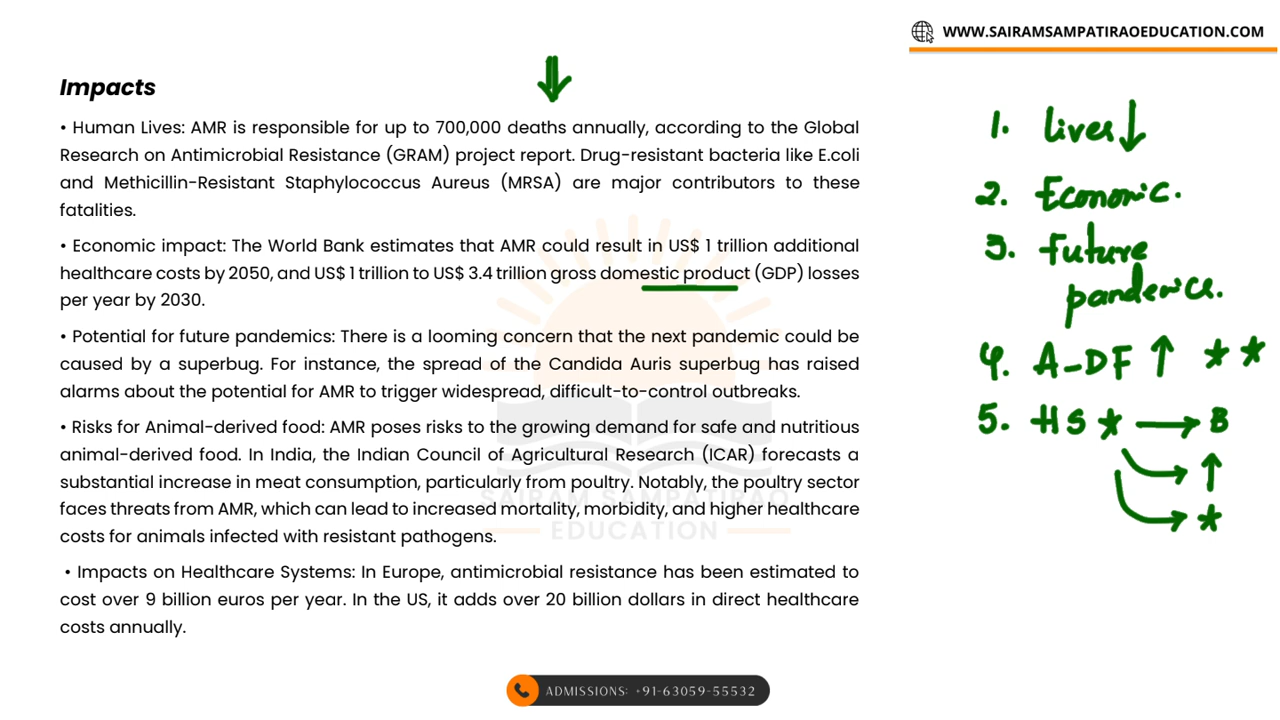 WWW.SAIRAMSAMPATIRAOEDUCATION.COM
Impacts
• Human Lives: AMR is responsible for up to 700,000 deaths annually, according to the Global
Research on Antimicrobial Resistance (GRAM) project report. Drug-resistant bacteria like E.coli
and Methicillin-Resistant Staphylococcus Aureus (MRSA) are major contributors to these
fatalities.
• Economic impact: The World Bank estimates that AMR could result in US$ 1 trillion additional
healthcare costs by 2050, and US$ 1 trillion to US$ 3.4 trillion gross domestic product (GDP) losses
per year by 2030.
• Potential for future pandemics: There is a looming concern that the next pandemic could be
caused by a superbug. For instance, the spread of the Candida Auris superbug has raised
alarms about the potential for AMR to trigger widespread, difficult-to-control outbreaks.
• Risks for Animal-derived food: AMR poses risks to the growing demand for safe and nutritious
animal-derived food. In India, the Indian Council of Agricultural Research (ICAR) forecasts a
substantial increase in meat consumption, particularly from poultry. Notably, the poultry sector
faces threats from AMR, which can lead to increased mortality, morbidity, and higher healthcare
costs for animals infected with resistant pathogens.
• Impacts on Healthcare Systems: In Europe, antimicrobial resistance has been estimated to
cost over 9 billion euros per year. In the US, it adds over 20 billion dollars in direct healthcare
costs annually.
1. lives ↓
2. Economic.
3. future
pandemic.
4. A-DF ↑ * *
5. HS * → B
→ ↑
→ *
SAIRAM SAMPATIRAO
EDUCATION
ADMISSIONS: +91-63059-55532